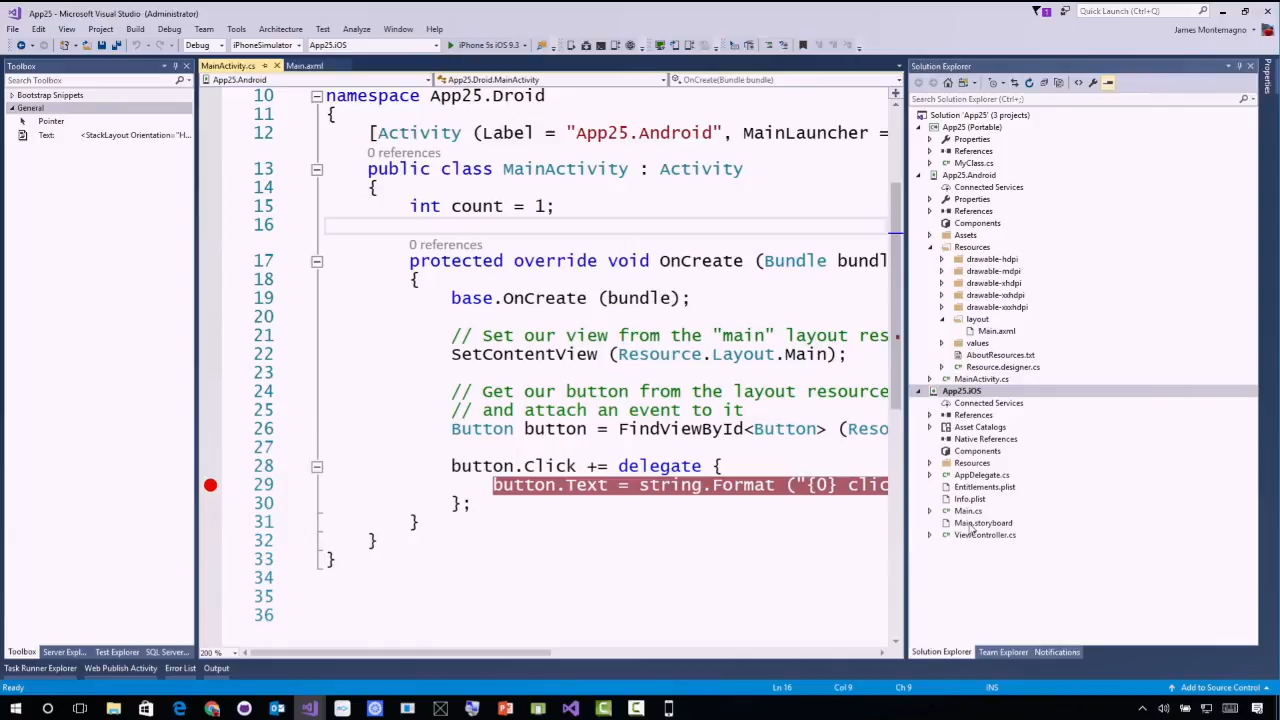 App25 - Microsoft Visual Studio (Administrator)
1
Quick Launch (Ctrl+Q)
File Edit View Project Build Debug Team Tools Architecture Test Analyze Window Help
James Montemagno
Debug iPhoneSimulator App25.iOS iPhone 5s iOS 9.3
Toolbox
Search Toolbox
Bootstrap Snippets
General
Pointer
Text: <StackLayout Orientation="H...
MainActivity.cs Main.axml
App25.Android App25.Droid.MainActivity OnCreate(Bundle bundle)
10 namespace App25.Droid
11 {
12 [Activity (Label = "App25.Android", MainLauncher =
0 references
13 public class MainActivity : Activity
14 {
15 int count = 1;
16
0 references
17 protected override void OnCreate (Bundle bundl
18 {
19 base.OnCreate (bundle);
20
21 // Set our view from the "main" layout res
22 SetContentView (Resource.Layout.Main);
23
24 // Get our button from the layout resource
25 // and attach an event to it
26 Button button = FindViewById<Button> (Reso
27
28 button.Click += delegate {
29 button.Text = string.Format ("{0} clic
30 };
31 }
32 }
33 }
34
35
36
200 %
Solution Explorer
Search Solution Explorer (Ctrl+;)
Solution 'App25' (3 projects)
App25 (Portable)
Properties
References
MyClass.cs
App25.Android
Connected Services
Properties
References
Components
Assets
Resources
drawable-hdpi
drawable-mdpi
drawable-xhdpi
drawable-xxhdpi
drawable-xxxhdpi
layout
Main.axml
values
AboutResources.txt
Resource.designer.cs
MainActivity.cs
App25.iOS
Connected Services
References
Asset Catalogs
Native References
Components
Resources
AppDelegate.cs
Entitlements.plist
Info.plist
Main.cs
Main.storyboard
ViewController.cs
Properties
Toolbox Server Expl... Test Explorer SQL Server...
Solution Explorer Team Explorer Notifications
Task Runner Explorer Web Publish Activity Error List Output
Ready Ln 16 Col 9 Ch 9 INS Add to Source Control